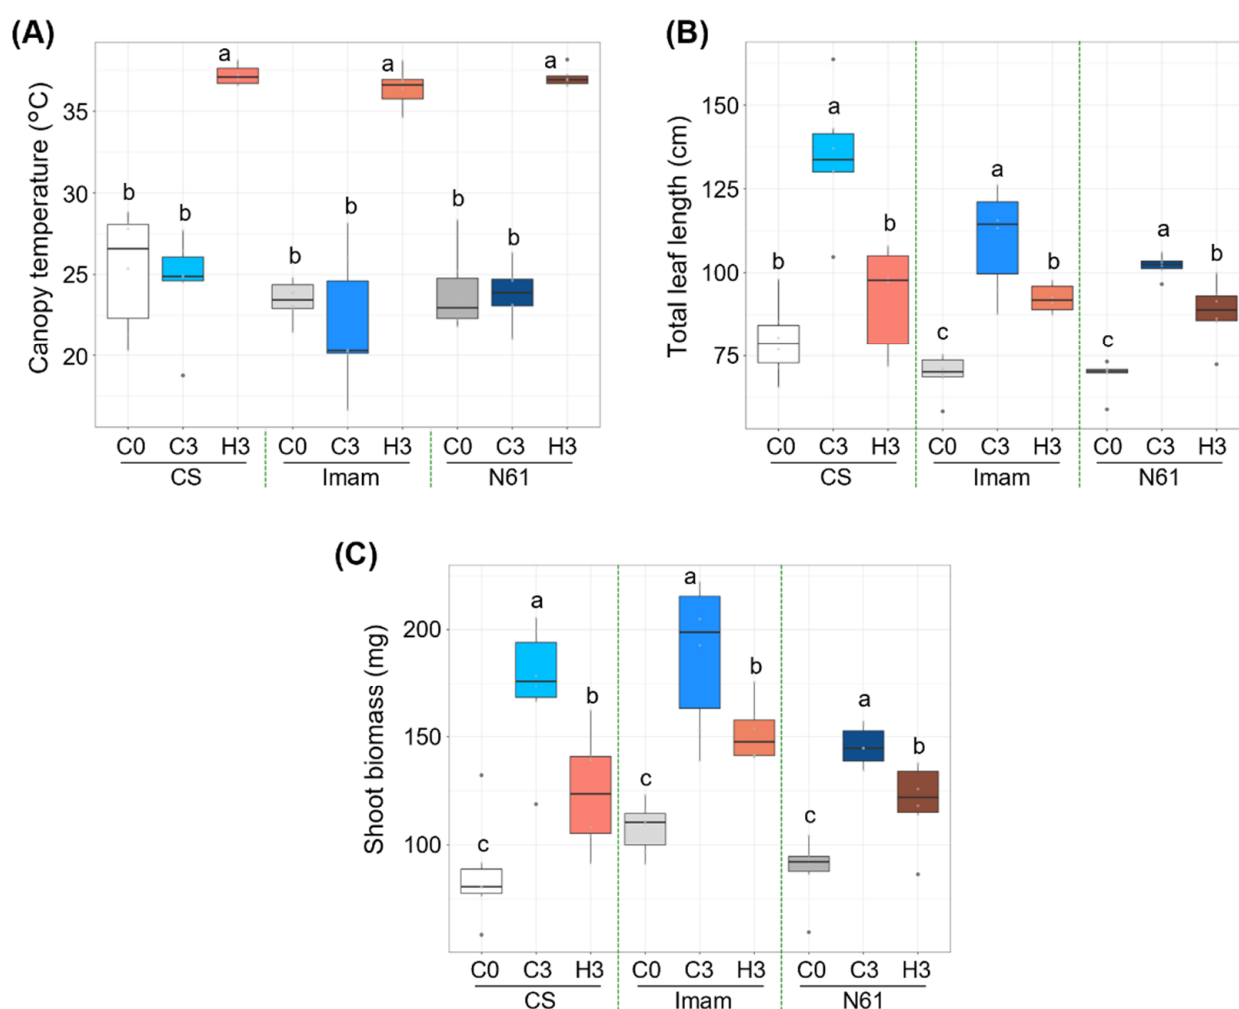 (A)
Canopy temperature (°C)
35
30
25
20
b
b
a
b
b
a
b
b
a
C0 C3 H3 C0 C3 H3 C0 C3 H3
CS Imam N61
(B)
Total leaf length (cm)
150
125
100
75
b
a
b
c
a
b
c
a
b
C0 C3 H3 C0 C3 H3 C0 C3 H3
CS Imam N61
(C)
Shoot biomass (mg)
200
150
100
c
a
b
c
a
b
c
a
b
C0 C3 H3 C0 C3 H3 C0 C3 H3
CS Imam N61